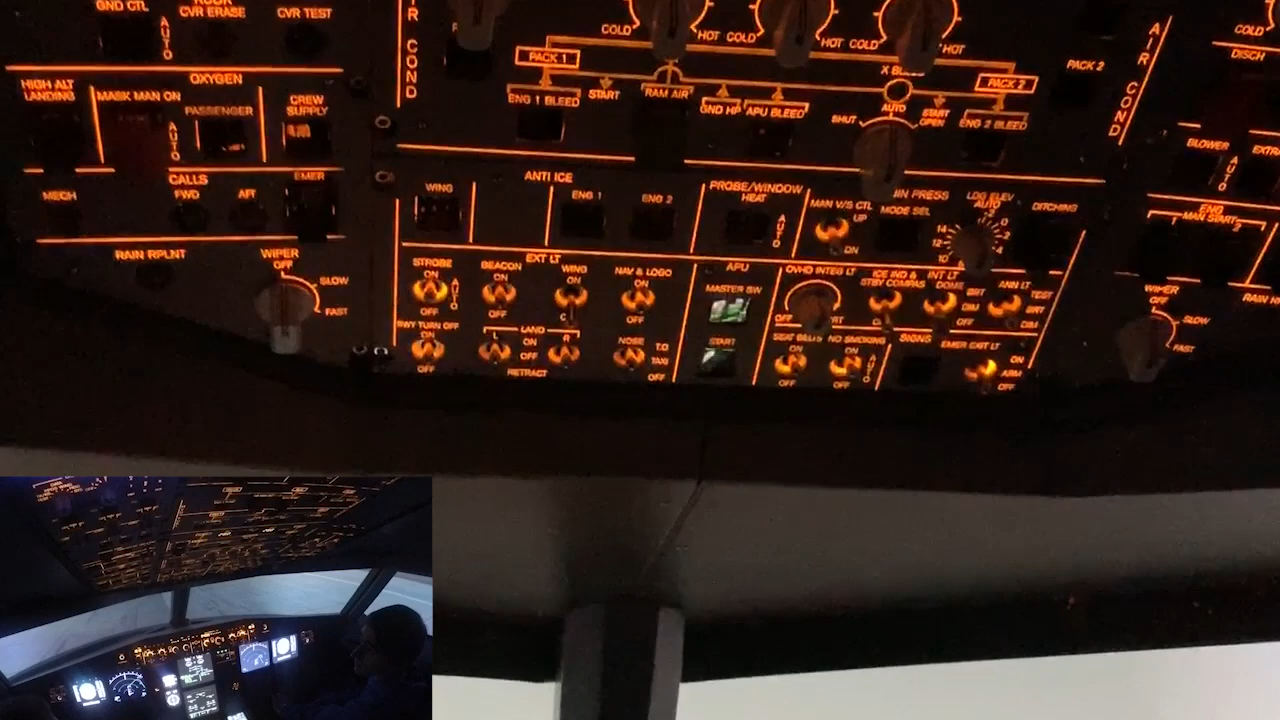 GND CTL
CVR ERASE
CVR TEST
AUTO
COND
COLD
HOT COLD
HOT COLD
HOT
COLD
DISCH
PACK 1
PACK 2
PACK 2
AIR COND
HIGH ALT
LANDING
OXYGEN
MASK MAN ON
PASSENGER
CREW
SUPPLY
AUTO
ENG 1 BLEED
START
RAM AIR
GND HP
APU BLEED
SHUT
AUTO
START
OPEN
ENG 2 BLEED
BLOWER
AUTO
CALLS
MECH
FWD
AFT
EMER
ANTI ICE
WING
ENG 1
ENG 2
PROBE/WINDOW
HEAT
AUTO
MAN V/S CTL
UP
DN
MODE SEL
LDG ELEV
AUTO
DITCHING
ENG
MAN START
RAIN RPLNT
WIPER
OFF
SLOW
FAST
EXT LT
STROBE
ON
AUTO
OFF
BEACON
ON
OFF
WING
ON
NAV & LOGO
ON
OFF
APU
MASTER SW
START
OVHD INTEG LT
OFF
BRT
ICE IND &
STBY COMPAS
INT LT
DOME
BRT
DIM
OFF
ANN LT
TEST
BRT
DIM
RWY TURN OFF
ON
OFF
LAND
L
ON
OFF
R
RETRACT
NOSE
T.O
TAXI
OFF
SEAT BELTS
ON
OFF
NO SMOKING
ON
AUTO
OFF
SIGNS
EMER EXIT LT
ON
ARM
OFF
WIPER
OFF
SLOW
FAST